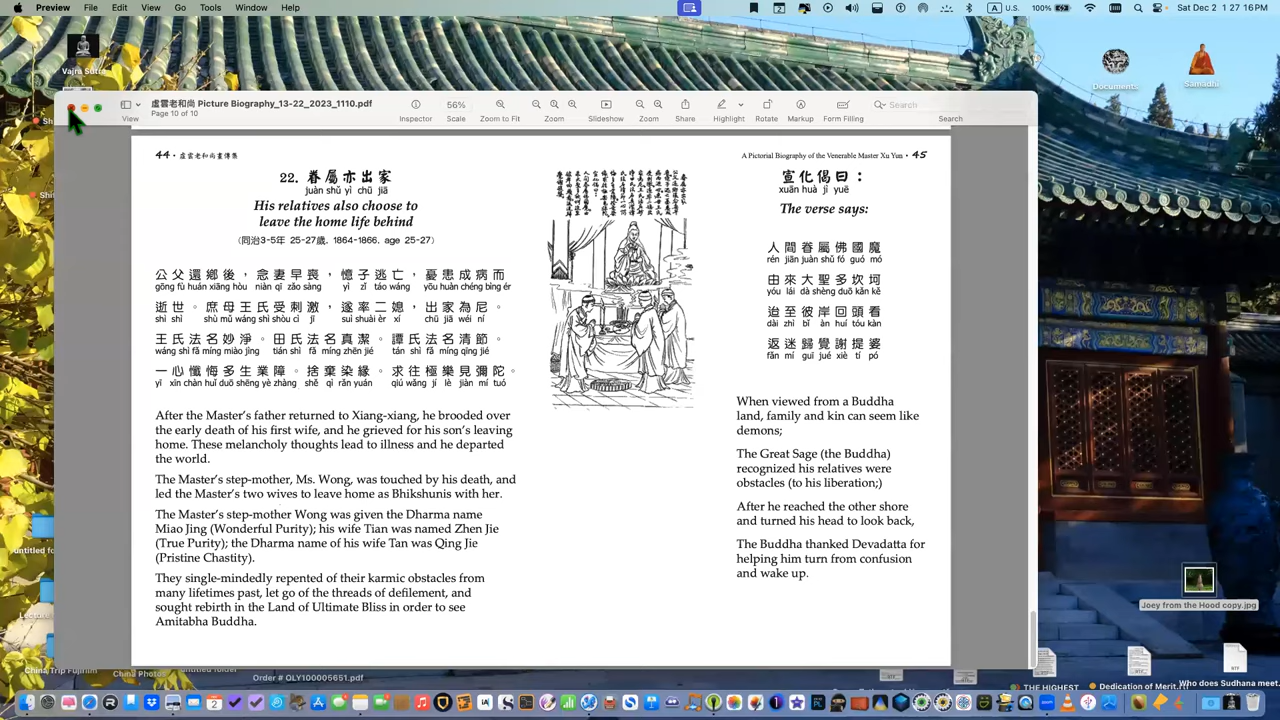 Preview File Edit View Go Tools Window Help
U.S.
Sat Dec 2 1:27:16 PM
Vajra Sutra
Documents
Samadhi
虛雲老和尚 Picture Biography_13-22_2023_1110.pdf
Page 10 of 10
56%
Search
View Inspector Scale Zoom to Fit Zoom Slideshow Zoom Share Highlight Rotate Markup Form Filling Search
44 • 虛雲老和尚畫傳集
22. 眷屬亦出家
juàn shǔ yì chū jiā
His relatives also choose to
leave the home life behind
(同治3-5年 25-27歲. 1864-1866. age 25-27)
公父還鄉後，念妻早喪，憶子逃亡，憂患成病而
gōng fù huán xiāng hòu niàn qī zǎo sàng yì zǐ táo wáng yōu huàn chéng bìng ér
逝世。庶母王氏受刺激，遂率二媳，出家為尼。
shì shì shù mǔ wáng shì shòu cì jī suì shuài èr xí chū jiā wéi ní
王氏法名妙淨。田氏法名真潔。譚氏法名清節。
wáng shì fǎ míng miào jìng tián shì fǎ míng zhēn jié tán shì fǎ míng qīng jié
一心懺悔多生業障。捨棄染緣。求往極樂見彌陀。
yī xīn chàn huǐ duō shēng yè zhàng shě qì rǎn yuán qiú wǎng jí lè jiàn mí tuó
After the Master's father returned to Xiang-xiang, he brooded over
the early death of his first wife, and he grieved for his son's leaving
home. These melancholy thoughts lead to illness and he departed
the world.
The Master's step-mother, Ms. Wong, was touched by his death, and
led the Master's two wives to leave home as Bhikshunis with her.
The Master's step-mother Wong was given the Dharma name
Miao Jing (Wonderful Purity); his wife Tian was named Zhen Jie
(True Purity); the Dharma name of his wife Tan was Qing Jie
(Pristine Chastity).
They single-mindedly repented of their karmic obstacles from
many lifetimes past, let go of the threads of defilement, and
sought rebirth in the Land of Ultimate Bliss in order to see
Amitabha Buddha.
A Pictorial Biography of the Venerable Master Xu Yun • 45
宣化偈曰：
xuān huà jì yuē
The verse says:
人間眷屬佛國魔
rén jiān juàn shǔ fó guó mó
由來大聖多坎坷
yóu lái dà shèng duō kǎn kě
迨至彼岸回頭看
dài zhì bǐ àn huí tóu kàn
返迷歸覺謝提婆
fǎn mí guī jué xiè tí pó
When viewed from a Buddha
land, family and kin can seem like
demons;
The Great Sage (the Buddha)
recognized his relatives were
obstacles (to his liberation;)
After he reached the other shore
and turned his head to look back,
The Buddha thanked Devadatta for
helping him turn from confusion
and wake up.
Joey from the Hood copy.jpg
China Trip Fujifilm
China Photos
untitled folder
Order # OLY100005651.pdf
THE HIGHEST
Dedication of Merit.
Who does Sudhana meet.